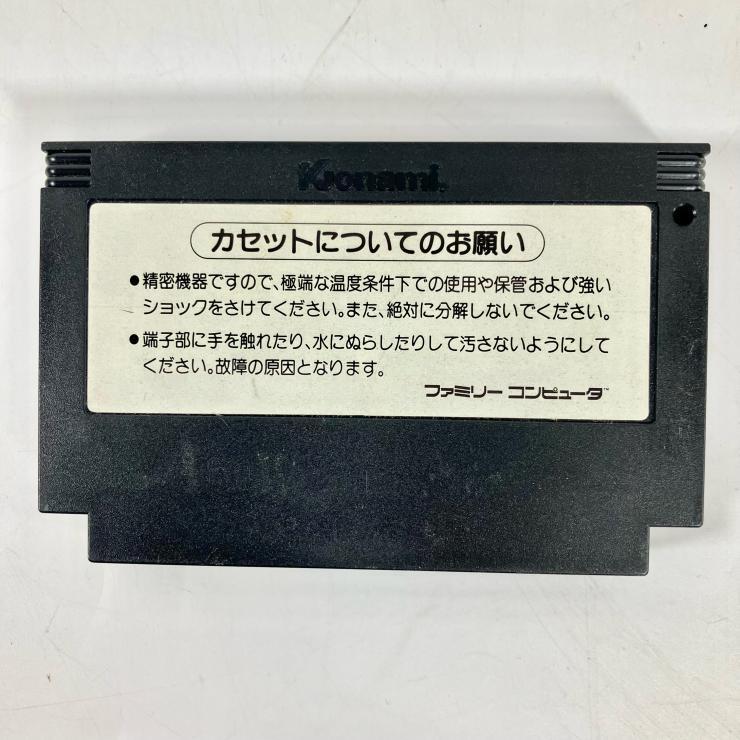 Konami
カセットについてのお願い
●精密機器ですので、極端な温度条件下での使用や保管および強い
ショックをさけてください。また、絶対に分解しないでください。
●端子部に手を触れたり、水にぬらしたりして汚さないようにして
ください。故障の原因となります。
ファミリー コンピュータ™